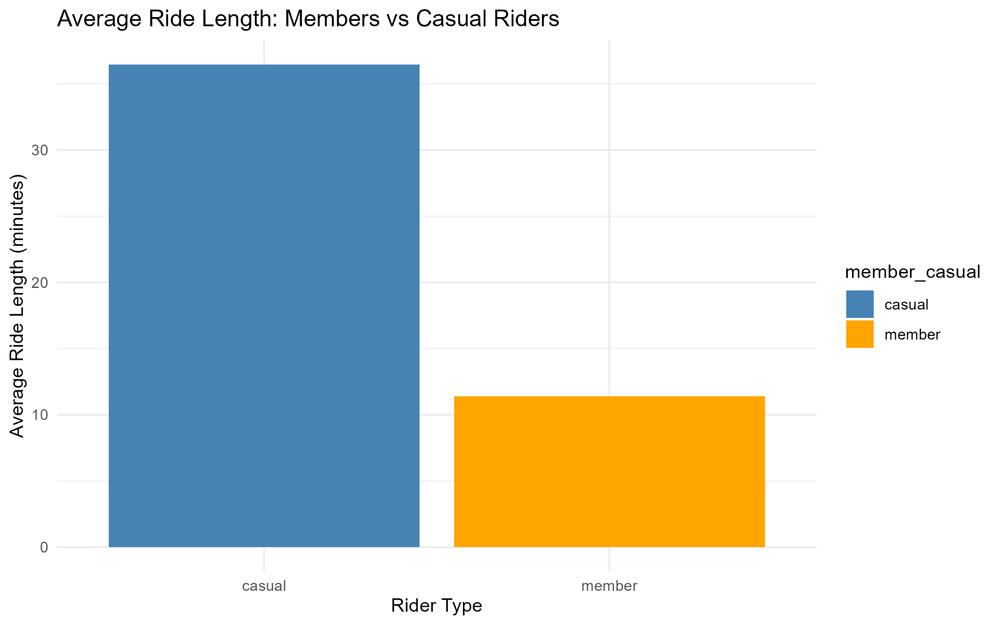 Average Ride Length: Members vs Casual Riders
Average Ride Length (minutes)
30
20
10
0
casual
member
Rider Type
member_casual
casual
member